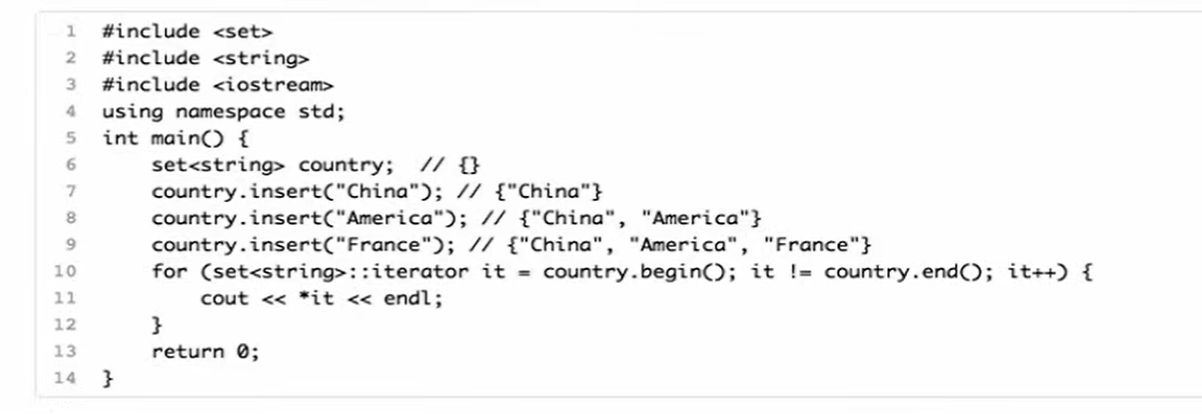 1 #include <set>
2 #include <string>
3 #include <iostream>
4 using namespace std;
5 int main() {
6     set<string> country;  // {}
7     country.insert("China"); // {"China"}
8     country.insert("America"); // {"China", "America"}
9     country.insert("France"); // {"China", "America", "France"}
10     for (set<string>::iterator it = country.begin(); it != country.end(); it++) {
11         cout << *it << endl;
12     }
13     return 0;
14 }